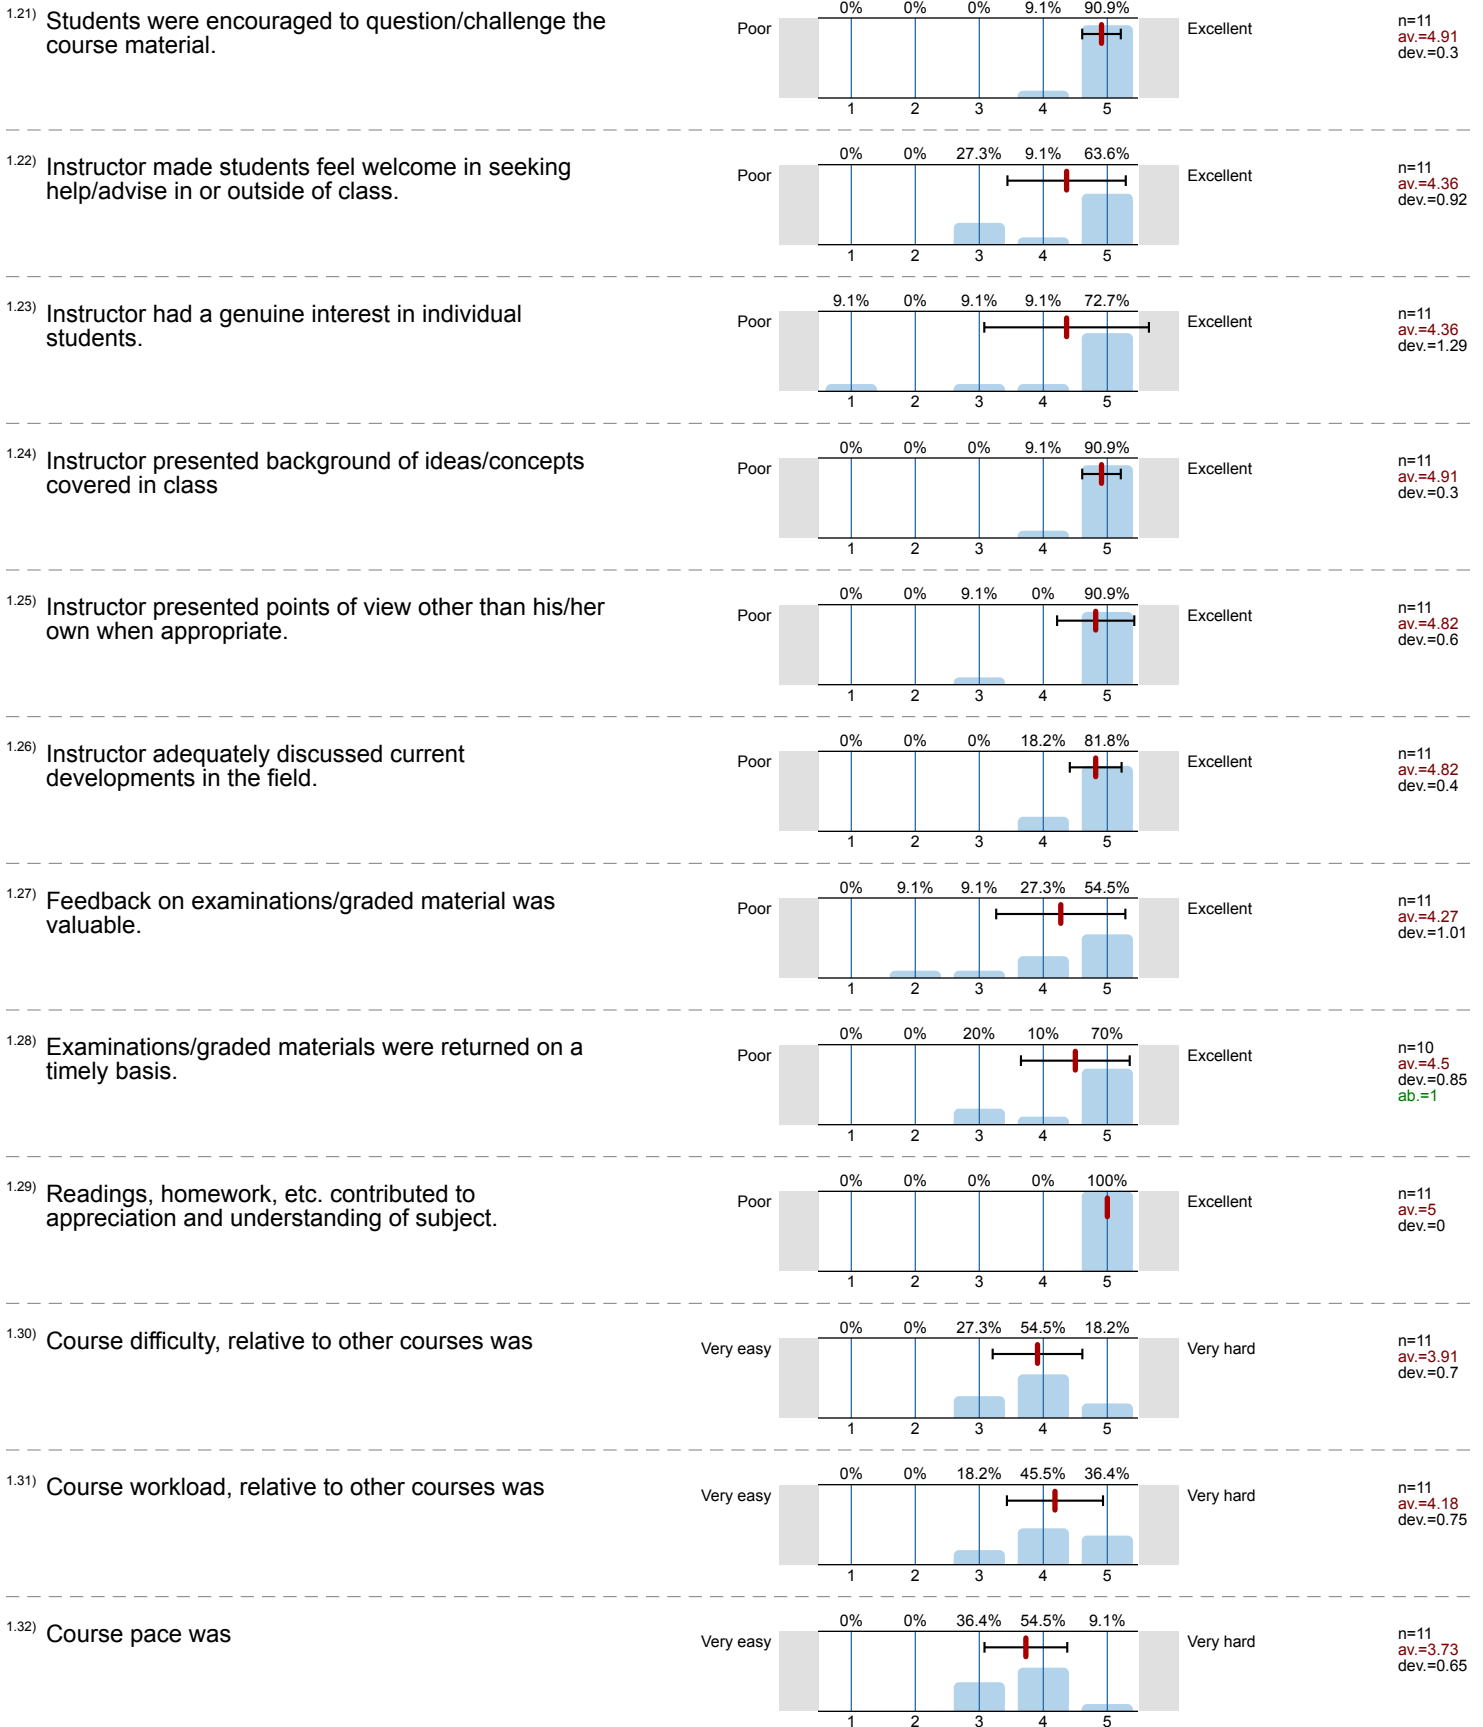 1.21) Students were encouraged to question/challenge the
course material.
0% 0% 0% 9.1% 90.9%
Poor Excellent
1 2 3 4 5
n=11
av.=4.91
dev.=0.3
1.22) Instructor made students feel welcome in seeking
help/advise in or outside of class.
0% 0% 27.3% 9.1% 63.6%
Poor Excellent
1 2 3 4 5
n=11
av.=4.36
dev.=0.92
1.23) Instructor had a genuine interest in individual
students.
9.1% 0% 9.1% 9.1% 72.7%
Poor Excellent
1 2 3 4 5
n=11
av.=4.36
dev.=1.29
1.24) Instructor presented background of ideas/concepts
covered in class
0% 0% 0% 9.1% 90.9%
Poor Excellent
1 2 3 4 5
n=11
av.=4.91
dev.=0.3
1.25) Instructor presented points of view other than his/her
own when appropriate.
0% 0% 9.1% 0% 90.9%
Poor Excellent
1 2 3 4 5
n=11
av.=4.82
dev.=0.6
1.26) Instructor adequately discussed current
developments in the field.
0% 0% 0% 18.2% 81.8%
Poor Excellent
1 2 3 4 5
n=11
av.=4.82
dev.=0.4
1.27) Feedback on examinations/graded material was
valuable.
0% 9.1% 9.1% 27.3% 54.5%
Poor Excellent
1 2 3 4 5
n=11
av.=4.27
dev.=1.01
1.28) Examinations/graded materials were returned on a
timely basis.
0% 0% 20% 10% 70%
Poor Excellent
1 2 3 4 5
n=10
av.=4.5
dev.=0.85
ab.=1
1.29) Readings, homework, etc. contributed to
appreciation and understanding of subject.
0% 0% 0% 0% 100%
Poor Excellent
1 2 3 4 5
n=11
av.=5
dev.=0
1.30) Course difficulty, relative to other courses was
0% 0% 27.3% 54.5% 18.2%
Very easy Very hard
1 2 3 4 5
n=11
av.=3.91
dev.=0.7
1.31) Course workload, relative to other courses was
0% 0% 18.2% 45.5% 36.4%
Very easy Very hard
1 2 3 4 5
n=11
av.=4.18
dev.=0.75
1.32) Course pace was
0% 0% 36.4% 54.5% 9.1%
Very easy Very hard
1 2 3 4 5
n=11
av.=3.73
dev.=0.65